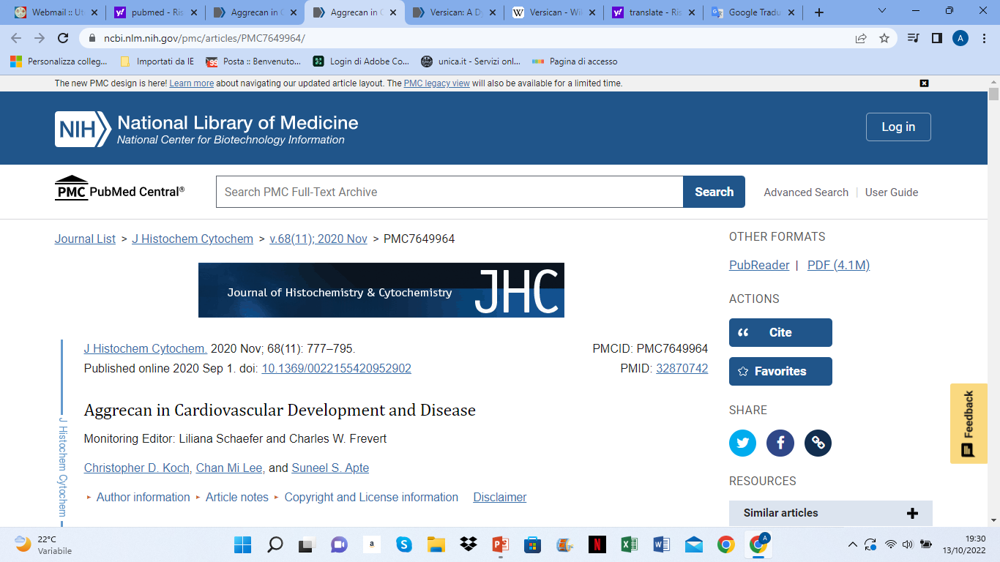 Webmail :: Ut
pubmed - Ris
Aggrecan in C
Aggrecan in C
Versican: A Dy
Versican - Wil
translate - Ris
Google Tradu
ncbi.nlm.nih.gov/pmc/articles/PMC7649964/
A
Personalizza colleg...
Importati da IE
Posta :: Benvenuto...
Login di Adobe Co...
unica.it - Servizi onl...
Pagina di accesso
The new PMC design is here! Learn more about navigating our updated article layout. The PMC legacy view will also be available for a limited time.
NIH National Library of Medicine
National Center for Biotechnology Information
Log in
PMC PubMed Central®
Search PMC Full-Text Archive
Search
Advanced Search | User Guide
Journal List > J Histochem Cytochem > v.68(11); 2020 Nov > PMC7649964
Journal of Histochemistry & Cytochemistry JHC
J Histochem Cytochem. 2020 Nov; 68(11): 777–795.
PMCID: PMC7649964
Published online 2020 Sep 1. doi: 10.1369/0022155420952902
PMID: 32870742
Aggrecan in Cardiovascular Development and Disease
Monitoring Editor: Liliana Schaefer and Charles W. Frevert
Christopher D. Koch, Chan Mi Lee, and Suneel S. Apte
Author information
Article notes
Copyright and License information
Disclaimer
J Histochem Cytochem
J Histochem Cytochem
OTHER FORMATS
PubReader | PDF (4.1M)
ACTIONS
Cite
Favorites
SHARE
RESOURCES
Similar articles
Feedback
22°C
Variabile
19:30
13/10/2022